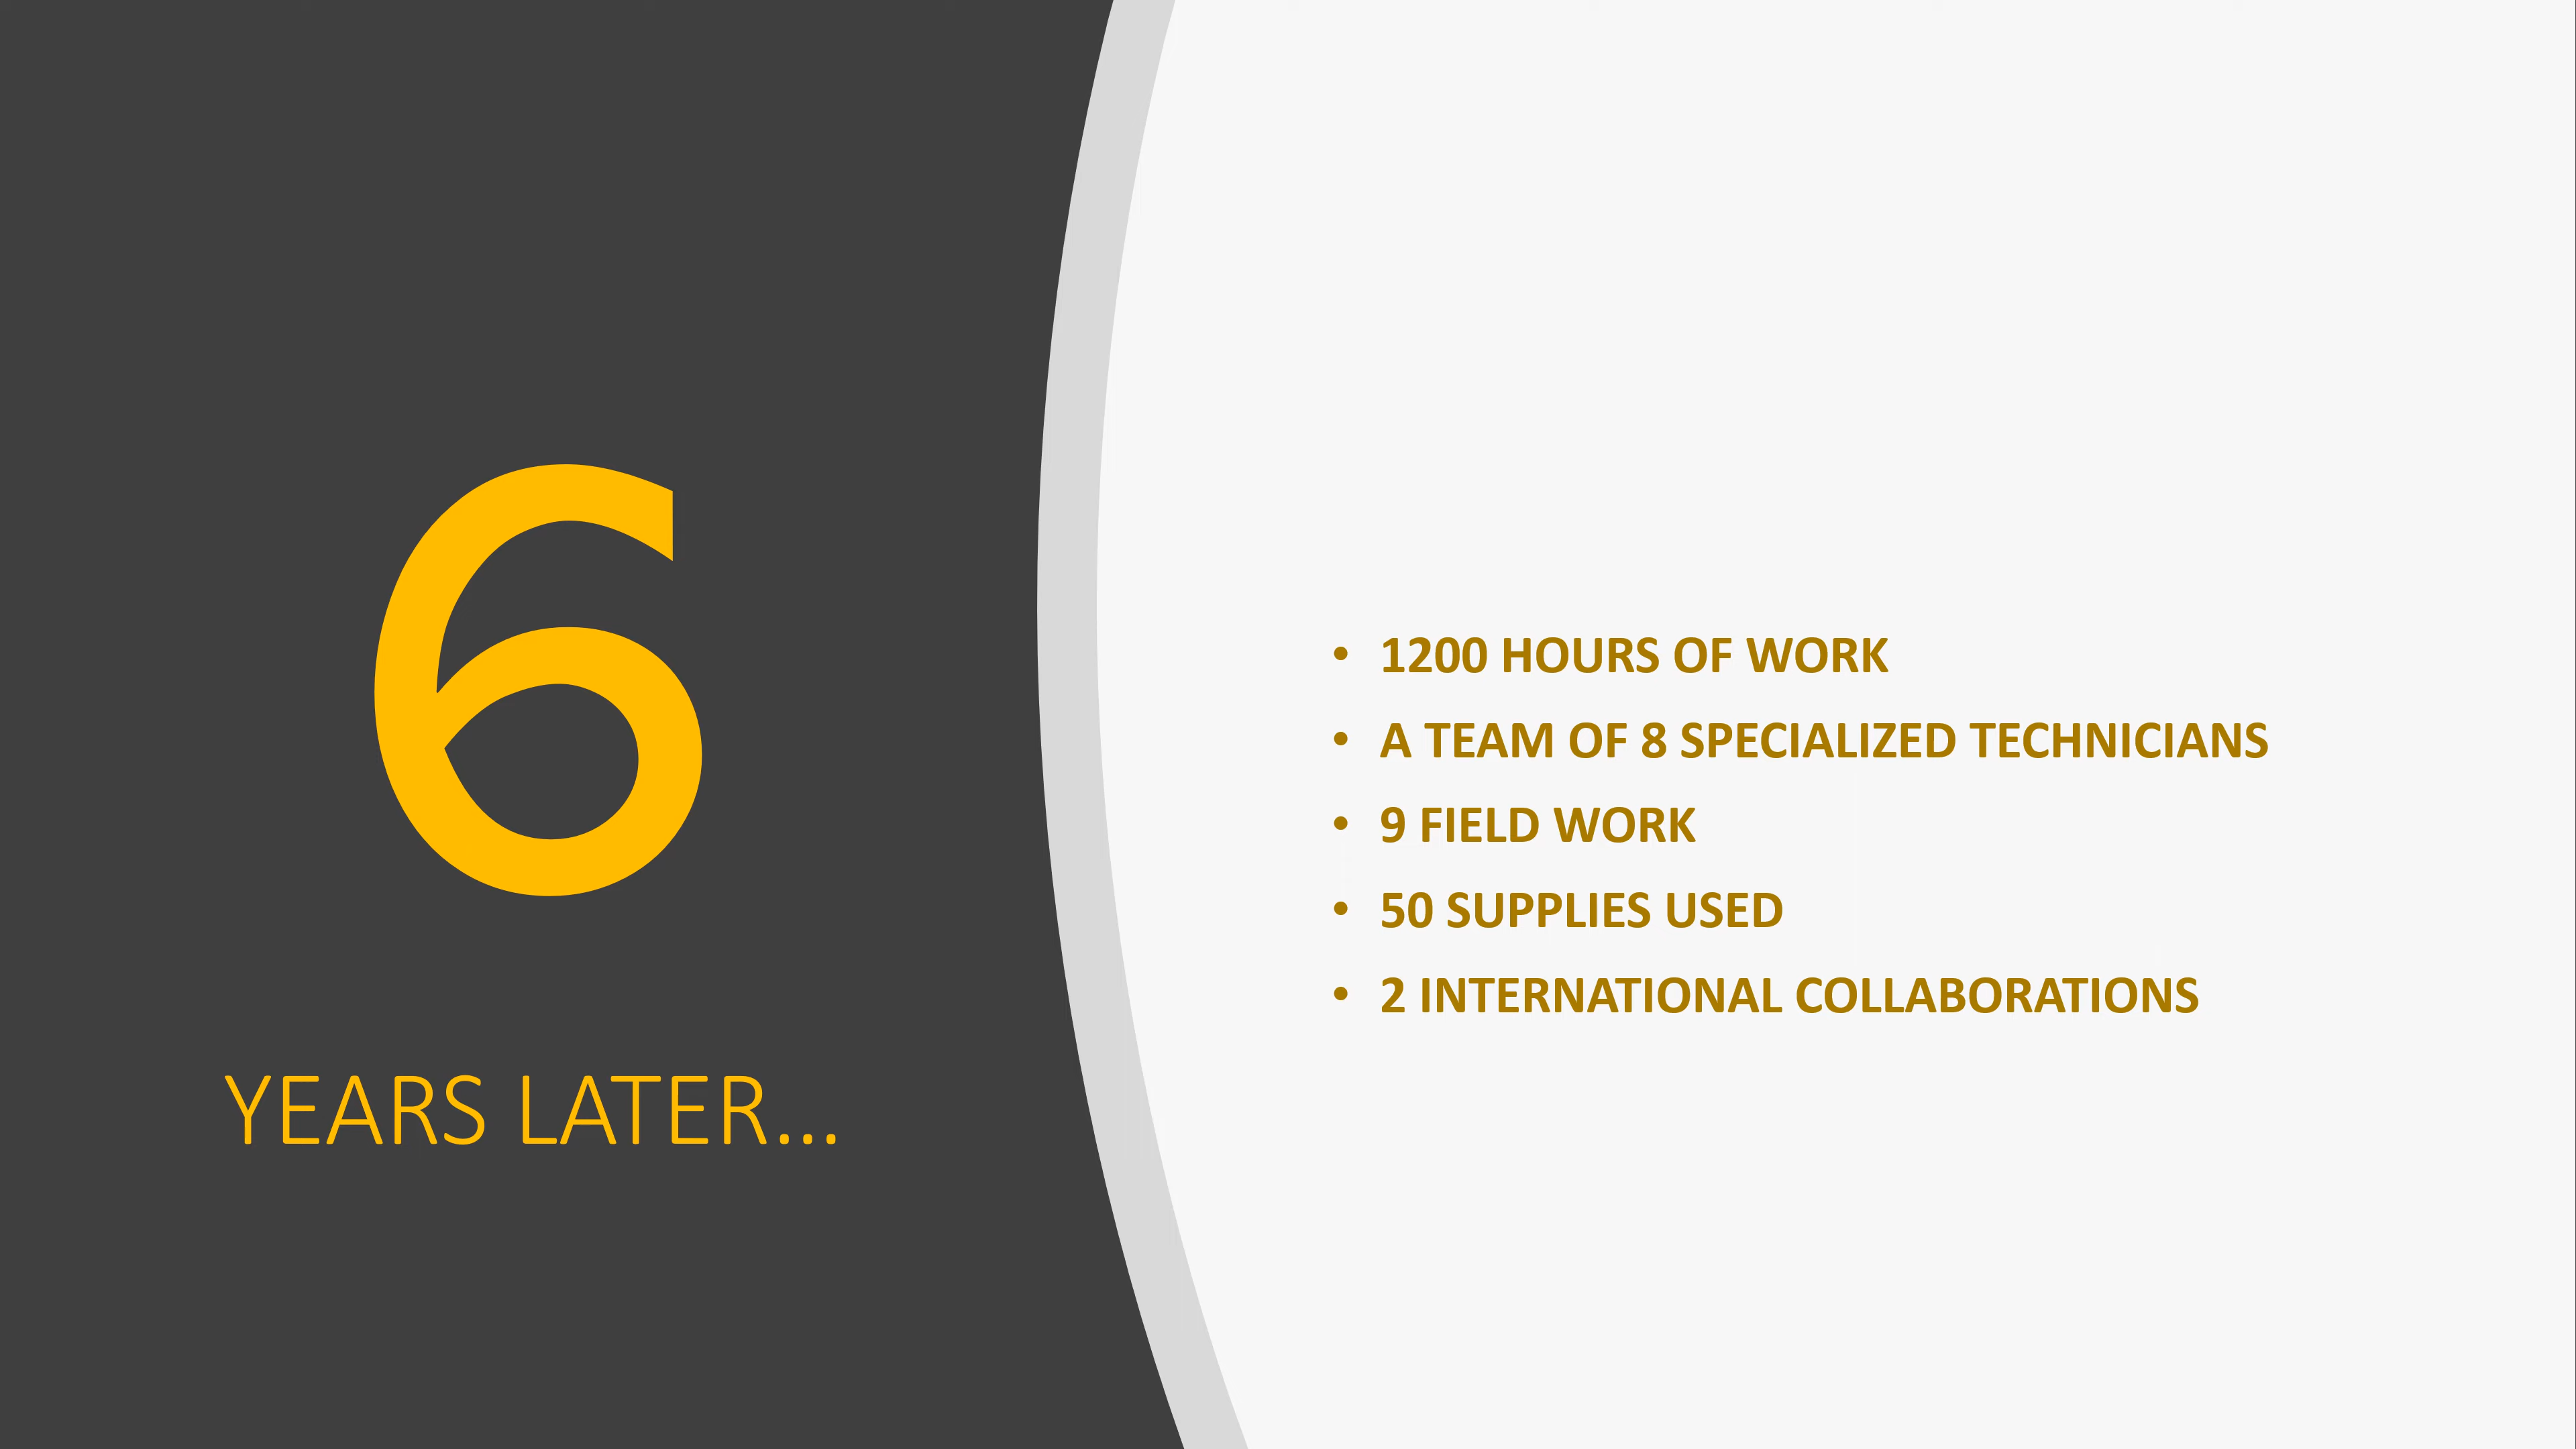 6
YEARS LATER...
• 1200 HOURS OF WORK
• A TEAM OF 8 SPECIALIZED TECHNICIANS
• 9 FIELD WORK
• 50 SUPPLIES USED
• 2 INTERNATIONAL COLLABORATIONS